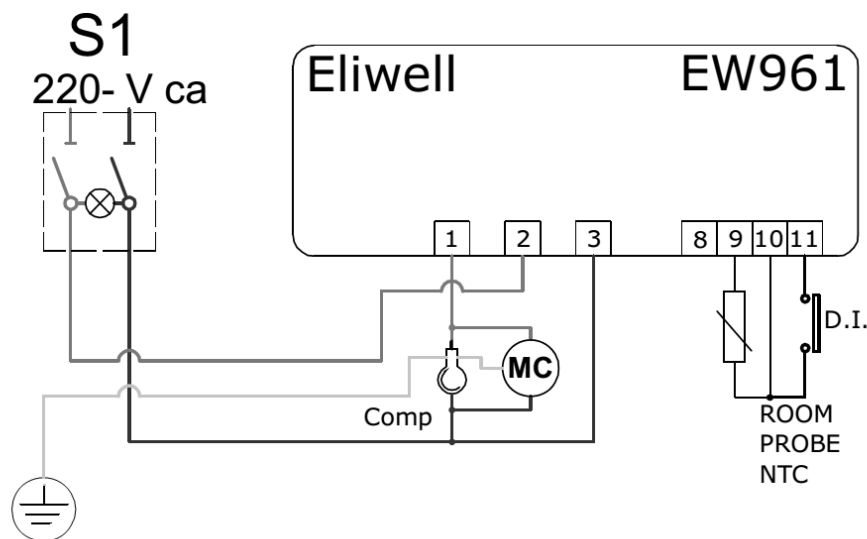 S1
220- V ca
Eliwell EW961
1 2 3 8 9 10 11
D.I.
MC
Comp
ROOM
PROBE
NTC